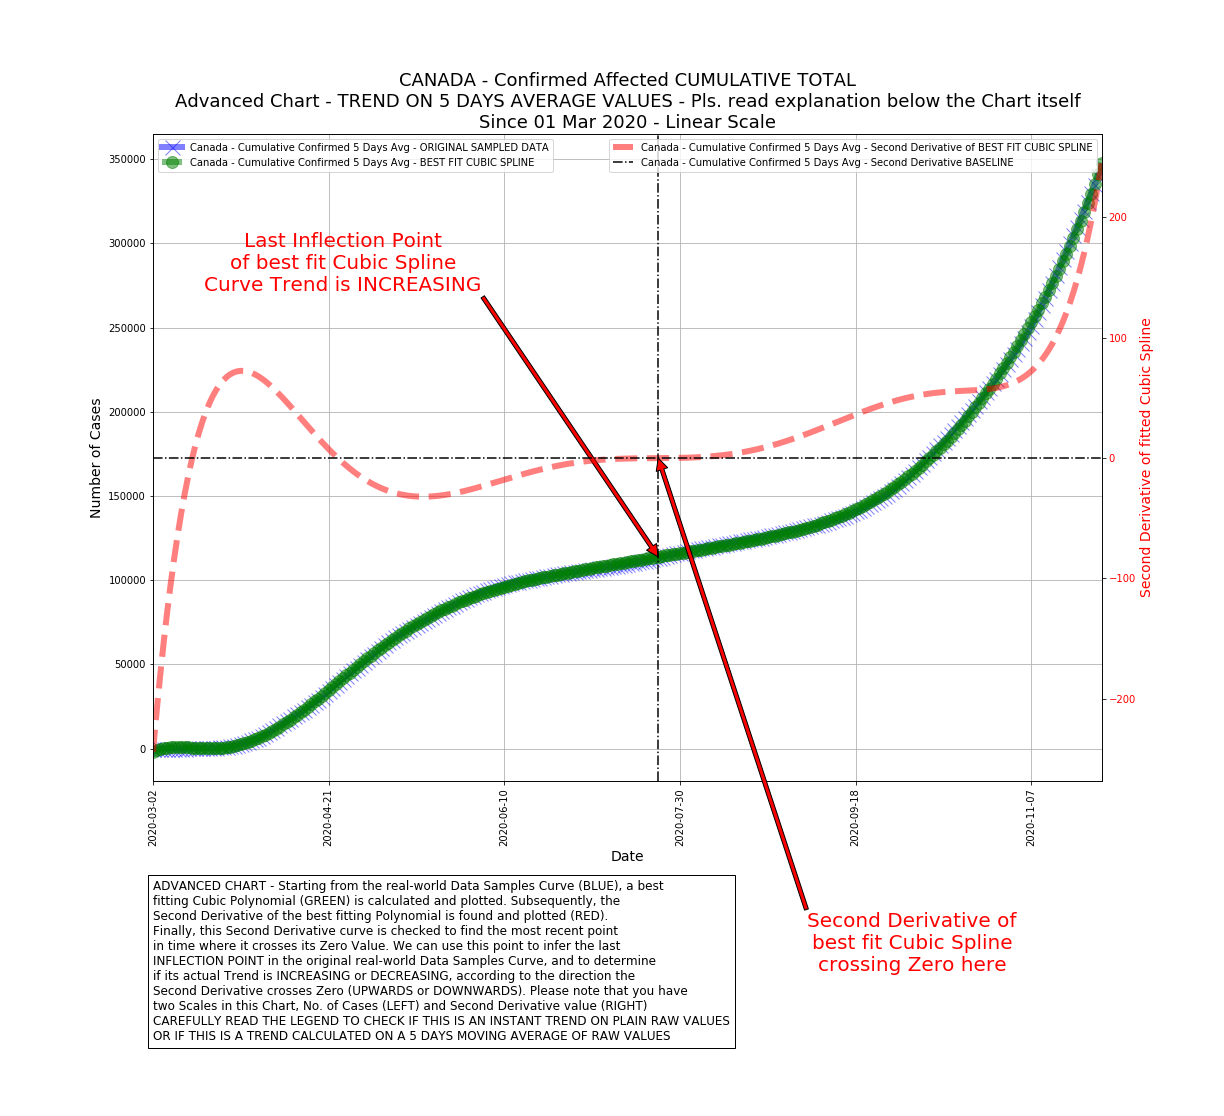 CANADA - Confirmed Affected CUMULATIVE TOTAL
Advanced Chart - TREND ON 5 DAYS AVERAGE VALUES - Pls. read explanation below the Chart itself
Since 01 Mar 2020 - Linear Scale
Canada - Cumulative Confirmed 5 Days Avg - ORIGINAL SAMPLED DATA
Canada - Cumulative Confirmed 5 Days Avg - BEST FIT CUBIC SPLINE
Canada - Cumulative Confirmed 5 Days Avg - Second Derivative of BEST FIT CUBIC SPLINE
Canada - Cumulative Confirmed 5 Days Avg - Second Derivative BASELINE
350000
300000
250000
200000
150000
100000
50000
0
Number of Cases
Last Inflection Point
of best fit Cubic Spline
Curve Trend is INCREASING
200
100
0
−100
−200
Second Derivative of fitted Cubic Spline
2020-03-02
2020-04-21
2020-06-10
2020-07-30
2020-09-18
2020-11-07
Date
Second Derivative of
best fit Cubic Spline
crossing Zero here
ADVANCED CHART - Starting from the real-world Data Samples Curve (BLUE), a best
fitting Cubic Polynomial (GREEN) is calculated and plotted. Subsequently, the
Second Derivative of the best fitting Polynomial is found and plotted (RED).
Finally, this Second Derivative curve is checked to find the most recent point
in time where it crosses its Zero Value. We can use this point to infer the last
INFLECTION POINT in the original real-world Data Samples Curve, and to determine
if its actual Trend is INCREASING or DECREASING, according to the direction the
Second Derivative crosses Zero (UPWARDS or DOWNWARDS). Please note that you have
two Scales in this Chart, No. of Cases (LEFT) and Second Derivative value (RIGHT)
CAREFULLY READ THE LEGEND TO CHECK IF THIS IS AN INSTANT TREND ON PLAIN RAW VALUES
OR IF THIS IS A TREND CALCULATED ON A 5 DAYS MOVING AVERAGE OF RAW VALUES